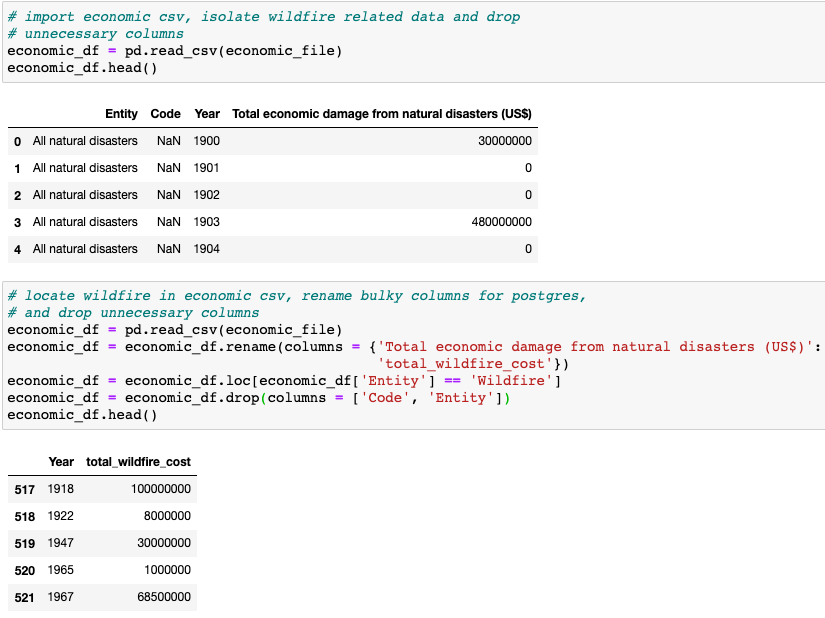 # import economic csv, isolate wildfire related data and drop
# unnecessary columns
economic_df = pd.read_csv(economic_file)
economic_df.head()
Entity Code Year Total economic damage from natural disasters (US$)
0 All natural disasters NaN 1900 30000000
1 All natural disasters NaN 1901 0
2 All natural disasters NaN 1902 0
3 All natural disasters NaN 1903 480000000
4 All natural disasters NaN 1904 0
# locate wildfire in economic csv, rename bulky columns for postgres,
# and drop unnecessary columns
economic_df = pd.read_csv(economic_file)
economic_df = economic_df.rename(columns = {'Total economic damage from natural disasters (US$)':
'total_wildfire_cost'})
economic_df = economic_df.loc[economic_df['Entity'] == 'Wildfire']
economic_df = economic_df.drop(columns = ['Code', 'Entity'])
economic_df.head()
Year total_wildfire_cost
517 1918 100000000
518 1922 8000000
519 1947 30000000
520 1965 1000000
521 1967 68500000